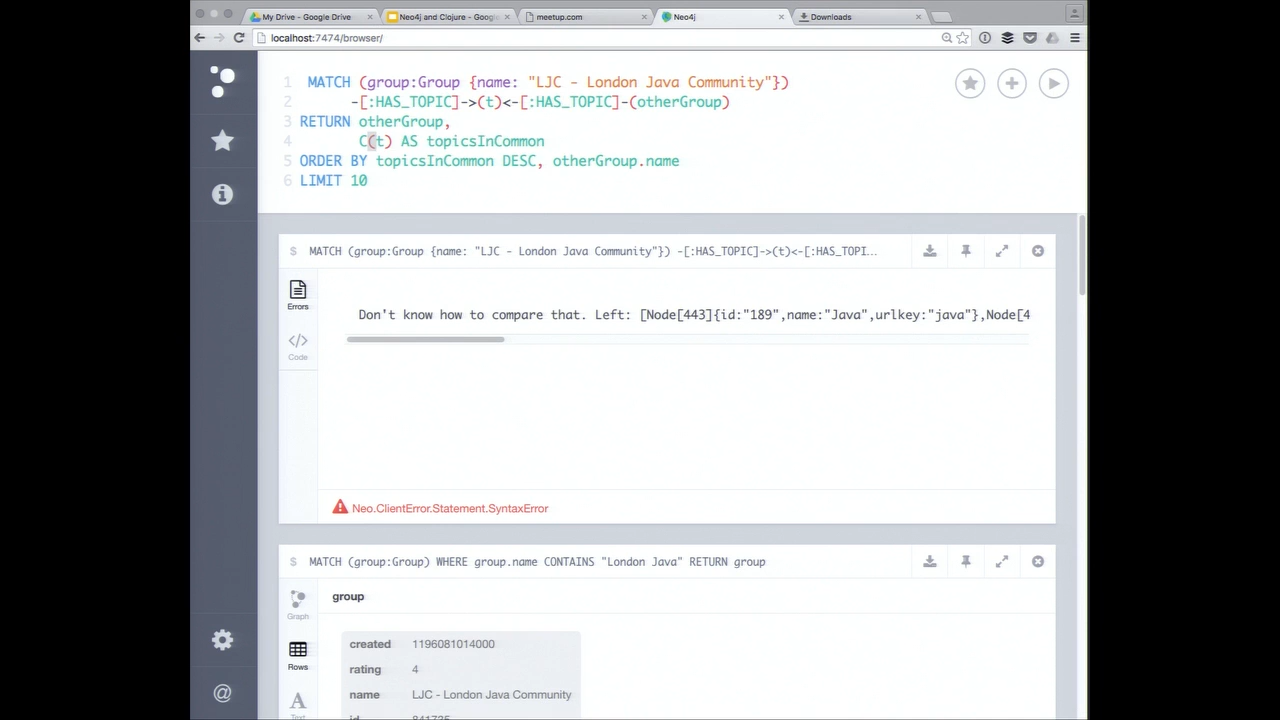 My Drive - Google Drive
Neo4j and Clojure - Google
meetup.com
Neo4j
Downloads
localhost:7474/browser/
1 MATCH (group:Group {name: "LJC - London Java Community"})
2 -[:HAS_TOPIC]->(t)<-[:HAS_TOPIC]-(otherGroup)
3 RETURN otherGroup,
4 C(t) AS topicsInCommon
5 ORDER BY topicsInCommon DESC, otherGroup.name
6 LIMIT 10
$ MATCH (group:Group {name: "LJC - London Java Community"}) -[:HAS_TOPIC]->(t)<-[:HAS_TOPI…
Errors
Don't know how to compare that. Left: [Node[443]{id:"189",name:"Java",urlkey:"java"},Node[4
Code
Neo.ClientError.Statement.SyntaxError
$ MATCH (group:Group) WHERE group.name CONTAINS "London Java" RETURN group
Graph
group
created 1196081014000
Rows
rating 4
name LJC - London Java Community
Text
id 841735
@